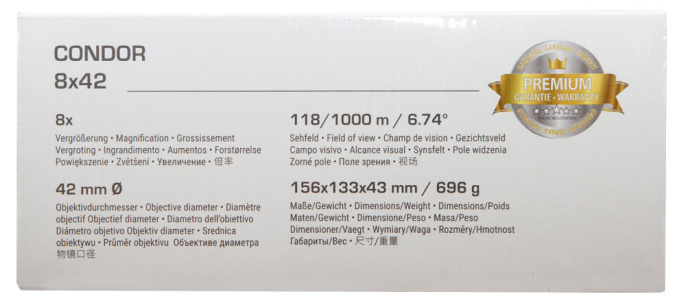 CONDOR
8x42
8x
Vergrößerung • Magnification • Grossissement
Vergroting • Ingrandimento • Aumentos • Forstørrelse
Powiększenie • Zvětšení • Увеличение • 倍率
42 mm Ø
Objektivdurchmesser • Objective diameter • Diamètre
objectif Objectief diameter • Diametro dell'obiettivo
Diámetro objetivo Objektiv diameter • Srednica
obiektywu • Průměr objektivu Объективе диаметра
物镜口径
118/1000 m / 6.74°
Sehfeld • Field of view • Champ de vision • Gezichtsveld
Campo visivo • Alcance visual • Synsfelt • Pole widzenia
Zorné pole • Поле зрения • 视场
156x133x43 mm / 696 g
Maße/Gewicht • Dimensions/Weight • Dimensions/Poids
Maten/Gewicht • Dimensione/Peso • Masa/Peso
Dimensioner/Vaegt • Wymiary/Waga • Rozměry/Hmotnost
Габариты/Вес • 尺寸/重量
PREMIUM
GARANTIE • WARRANTY